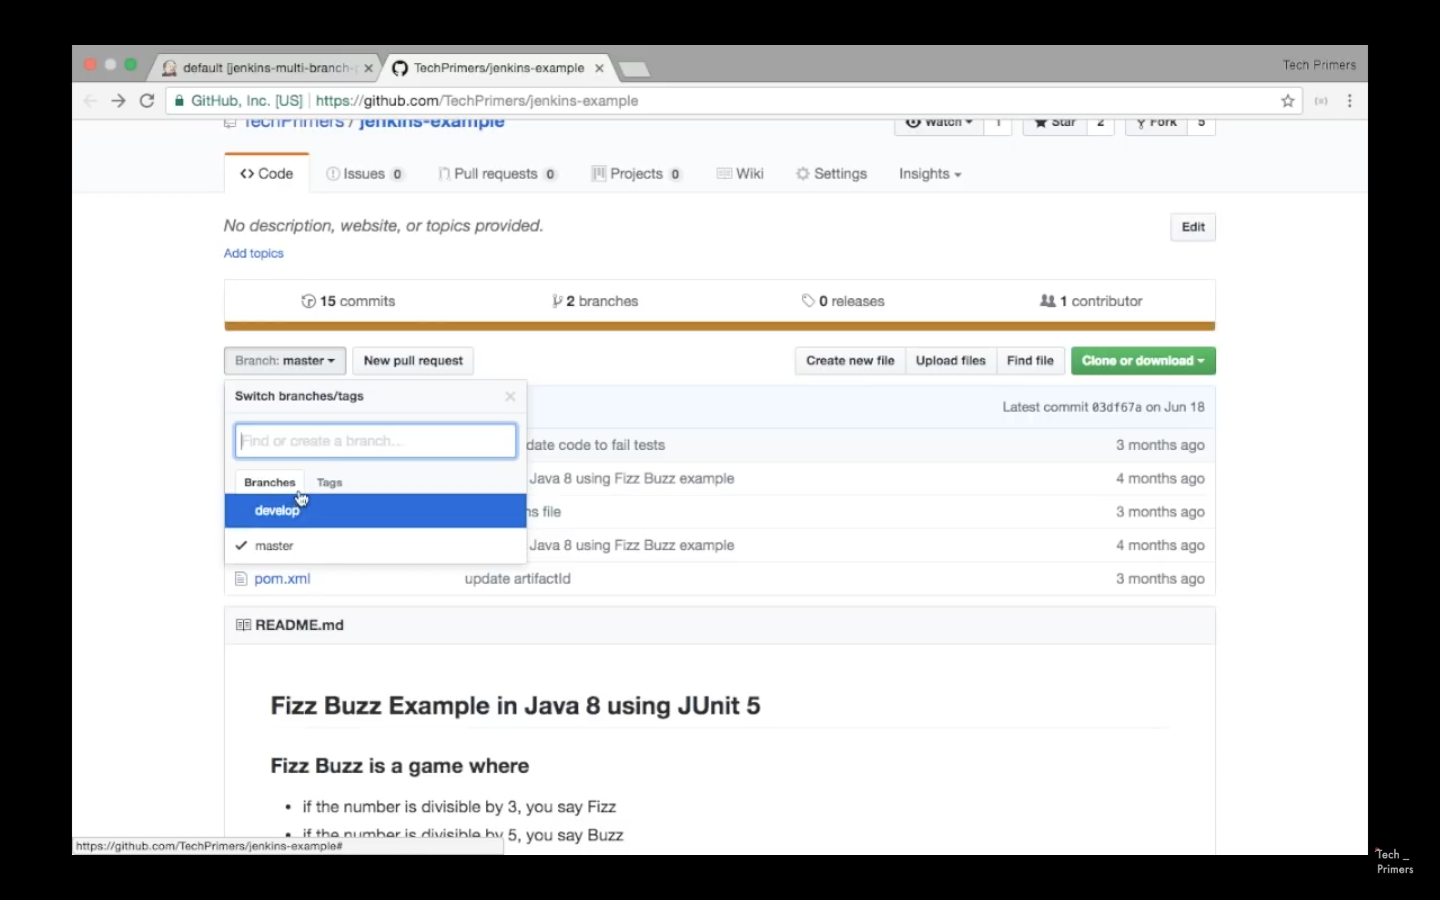 default [jenkins-multi-branch-
TechPrimers/jenkins-example
Tech Primers
GitHub, Inc. [US] | https://github.com/TechPrimers/jenkins-example
TechPrimers / jenkins-example
Watch 1 Star 2 Fork 5
Code Issues 0 Pull requests 0 Projects 0 Wiki Settings Insights
No description, website, or topics provided.
Edit
Add topics
15 commits 2 branches 0 releases 1 contributor
Branch: master New pull request Create new file Upload files Find file Clone or download
Switch branches/tags
Latest commit 03df67a on Jun 18
Find or create a branch...
date code to fail tests 3 months ago
Branches Tags
Java 8 using Fizz Buzz example 4 months ago
develop
ns file 3 months ago
master
Java 8 using Fizz Buzz example 4 months ago
pom.xml update artifactId 3 months ago
README.md
Fizz Buzz Example in Java 8 using JUnit 5
Fizz Buzz is a game where
• if the number is divisible by 3, you say Fizz
• if the number is divisible by 5, you say Buzz
https://github.com/TechPrimers/jenkins-example#
Tech _
Primers